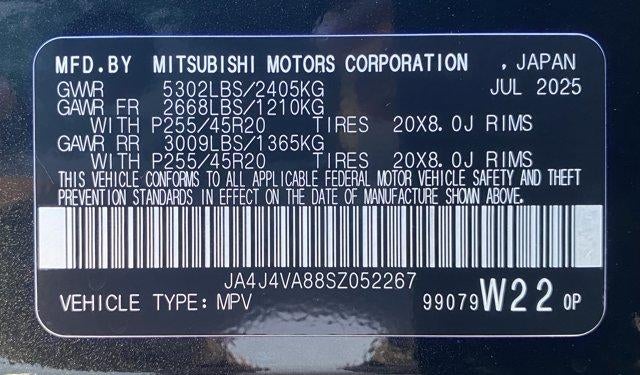 MFD.BY MITSUBISHI MOTORS CORPORATION , JAPAN
GVWR 5302LBS/2405KG JUL 2025
GAWR FR 2668LBS/1210KG
WITH P255/45R20 TIRES 20X8.0J RIMS
GAWR RR 3009LBS/1365KG
WITH P255/45R20 TIRES 20X8.0J RIMS
THIS VEHICLE CONFORMS TO ALL APPLICABLE FEDERAL MOTOR VEHICLE SAFETY AND THEFT
PREVENTION STANDARDS IN EFFECT ON THE DATE OF MANUFACTURE SHOWN ABOVE.
JA4J4VA88SZ052267
VEHICLE TYPE: MPV 99079 W22 0P